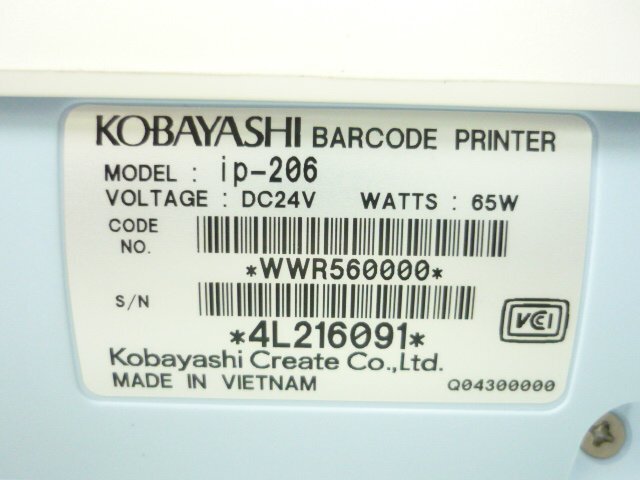 KOBAYASHI BARCODE PRINTER
MODEL : ip-206
VOLTAGE : DC24V WATTS : 65W
CODE NO.
*WWR560000*
S/N
*4L216091*
VCCI
Kobayashi Create Co.,Ltd.
MADE IN VIETNAM Q04300000